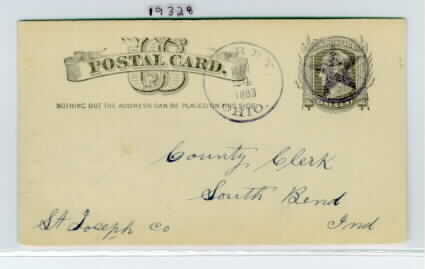 19328
POSTAL CARD.
NOTHING BUT THE ADDRESS CAN BE PLACED ON THIS SIDE.
1883
OHIO
County Clerk
South Bend
St Joseph Co Ind